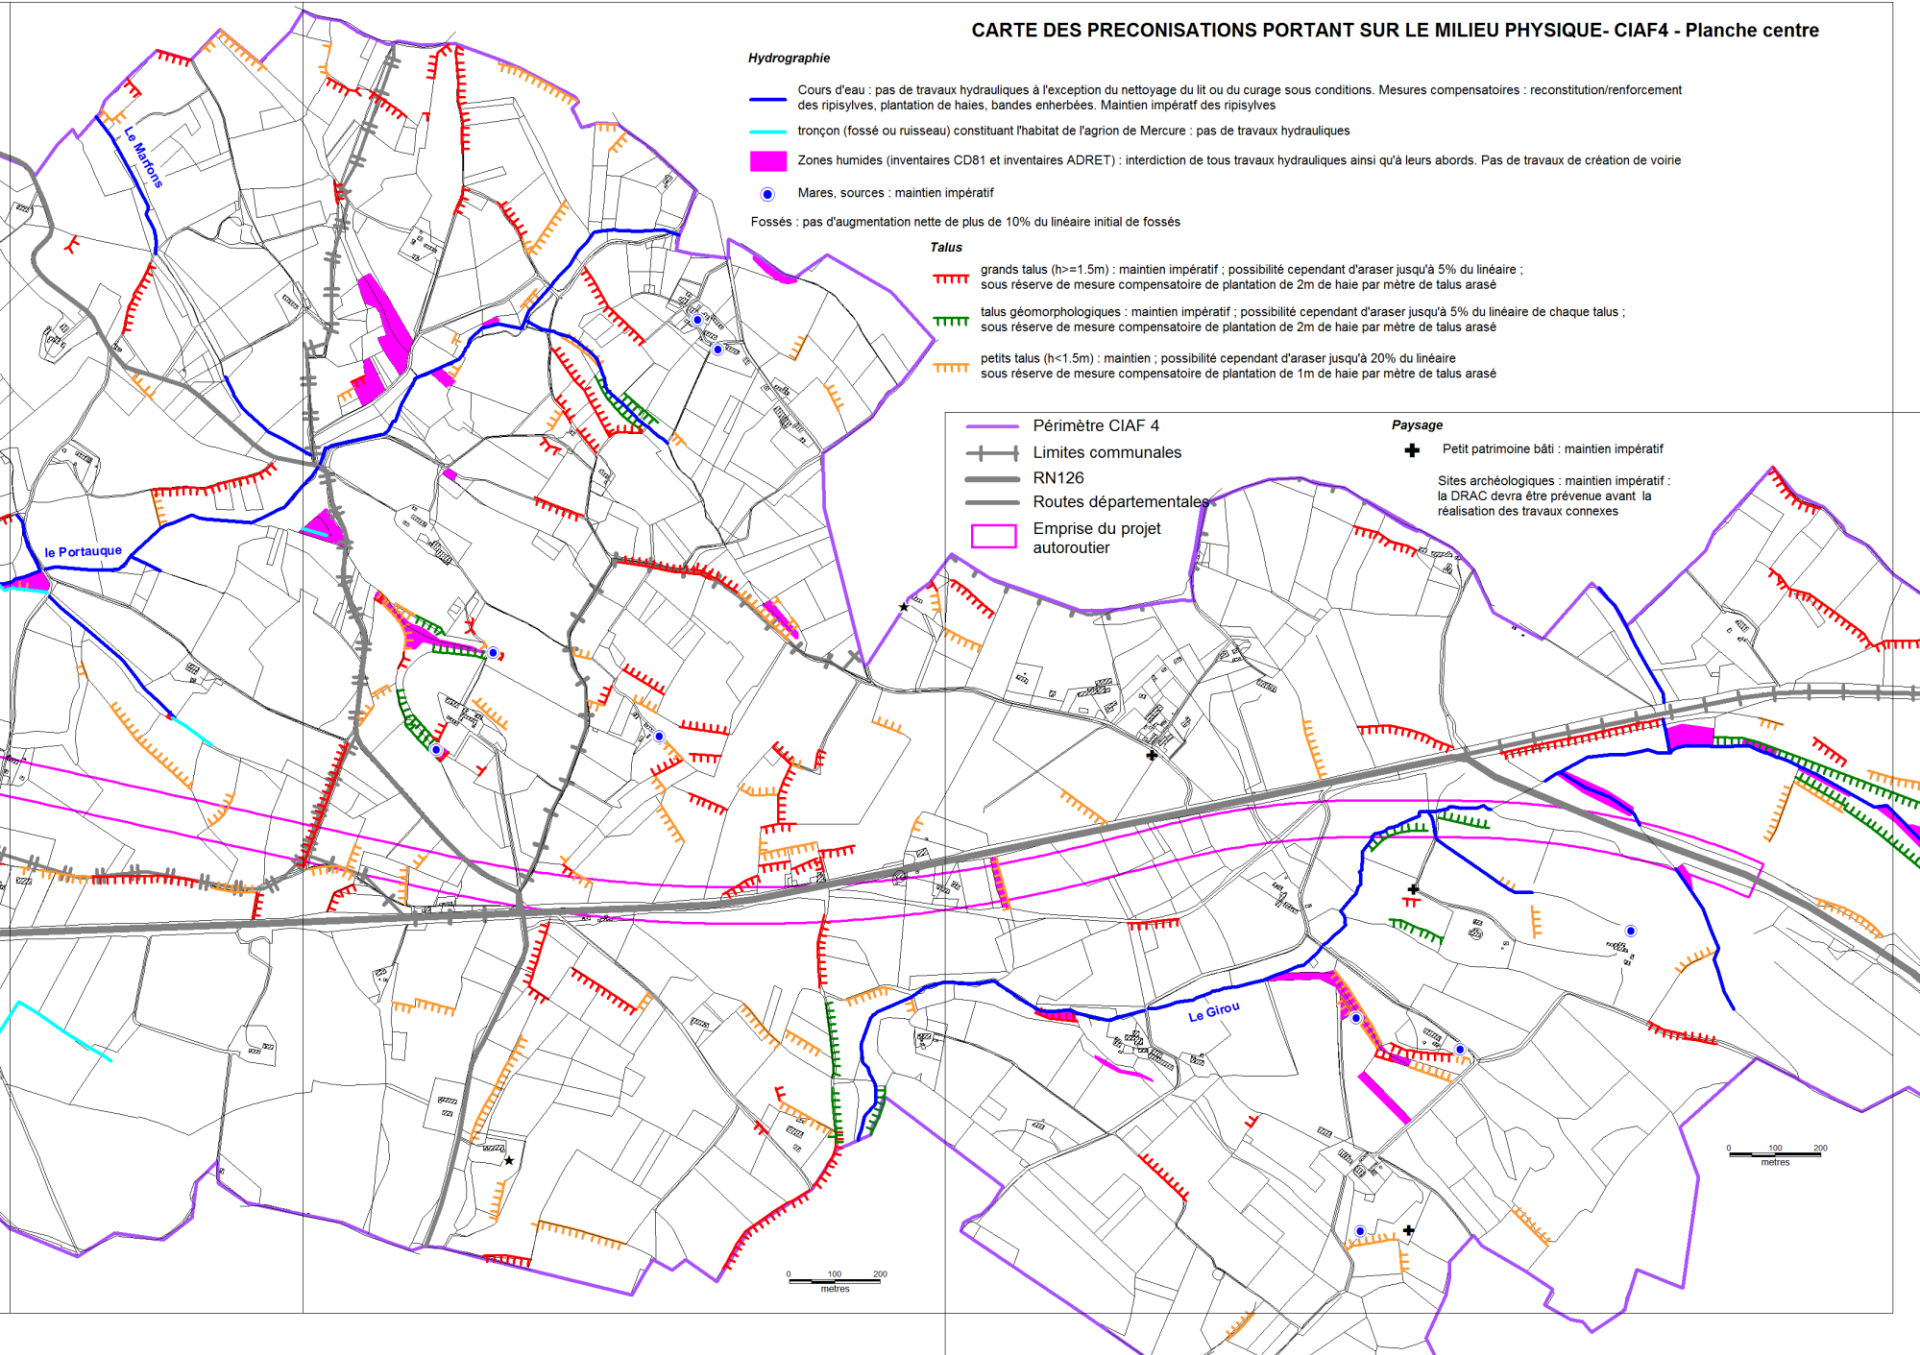 CARTE DES PRECONISATIONS PORTANT SUR LE MILIEU PHYSIQUE- CIAF4 - Planche centre
Hydrographie
Cours d'eau : pas de travaux hydrauliques à l'exception du nettoyage du lit ou du curage sous conditions. Mesures compensatoires : reconstitution/renforcement
des ripisylves, plantation de haies, bandes enherbées. Maintien impératif des ripisylves
tronçon (fossé ou ruisseau) constituant l'habitat de l'agrion de Mercure : pas de travaux hydrauliques
Zones humides (inventaires CD81 et inventaires ADRET) : interdiction de tous travaux hydrauliques ainsi qu'à leurs abords. Pas de travaux de création de voirie
Mares, sources : maintien impératif
Fossés : pas d'augmentation nette de plus de 10% du linéaire initial de fossés
Talus
grands talus (h>=1.5m) : maintien impératif ; possibilité cependant d'araser jusqu'à 5% du linéaire ;
sous réserve de mesure compensatoire de plantation de 2m de haie par mètre de talus arasé
talus géomorphologiques : maintien impératif ; possibilité cependant d'araser jusqu'à 5% du linéaire de chaque talus ;
sous réserve de mesure compensatoire de plantation de 2m de haie par mètre de talus arasé
petits talus (h<1.5m) : maintien ; possibilité cependant d'araser jusqu'à 20% du linéaire
sous réserve de mesure compensatoire de plantation de 1m de haie par mètre de talus arasé
Périmètre CIAF 4
Limites communales
RN126
Routes départementales
Emprise du projet
autoroutier
Paysage
Petit patrimoine bâti : maintien impératif
Sites archéologiques : maintien impératif :
la DRAC devra être prévenue avant la
réalisation des travaux connexes
Le Marfons
le Portauque
Le Girou
0 100 200
metres
0 100 200
metres